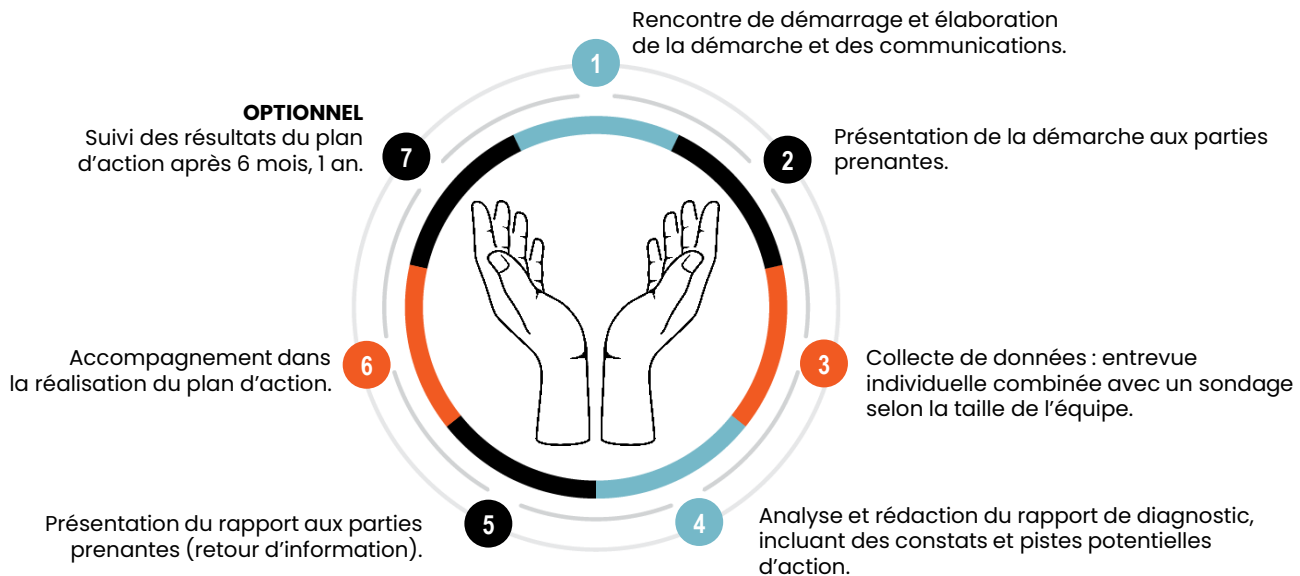 1
Rencontre de démarrage et élaboration
de la démarche et des communications.
2
Présentation de la démarche aux parties
prenantes.
3
Collecte de données : entrevue
individuelle combinée avec un sondage
selon la taille de l’équipe.
4
Analyse et rédaction du rapport de diagnostic,
incluant des constats et pistes potentielles
d’action.
5
Présentation du rapport aux parties
prenantes (retour d’information).
6
Accompagnement dans
la réalisation du plan d’action.
7
OPTIONNEL
Suivi des résultats du plan
d’action après 6 mois, 1 an.